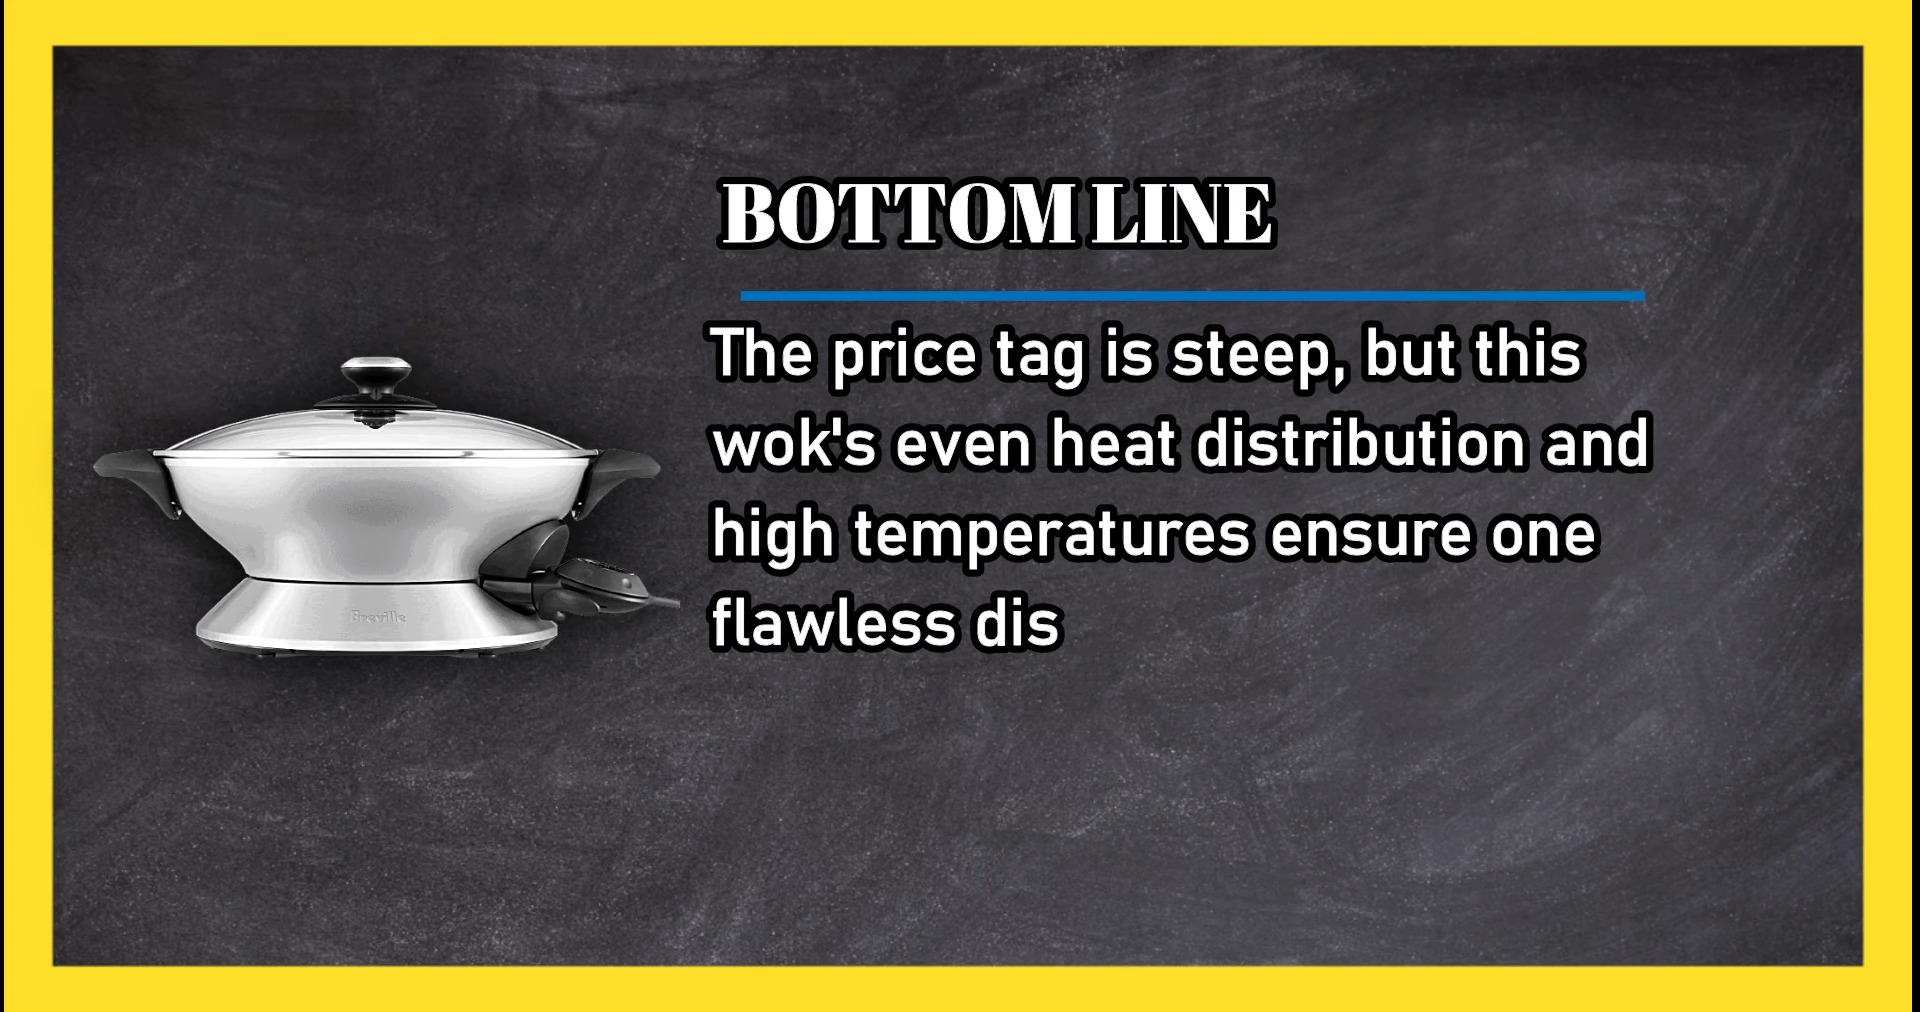 BOTTOM LINE
The price tag is steep, but this
wok's even heat distribution and
high temperatures ensure one
flawless dis
Breville